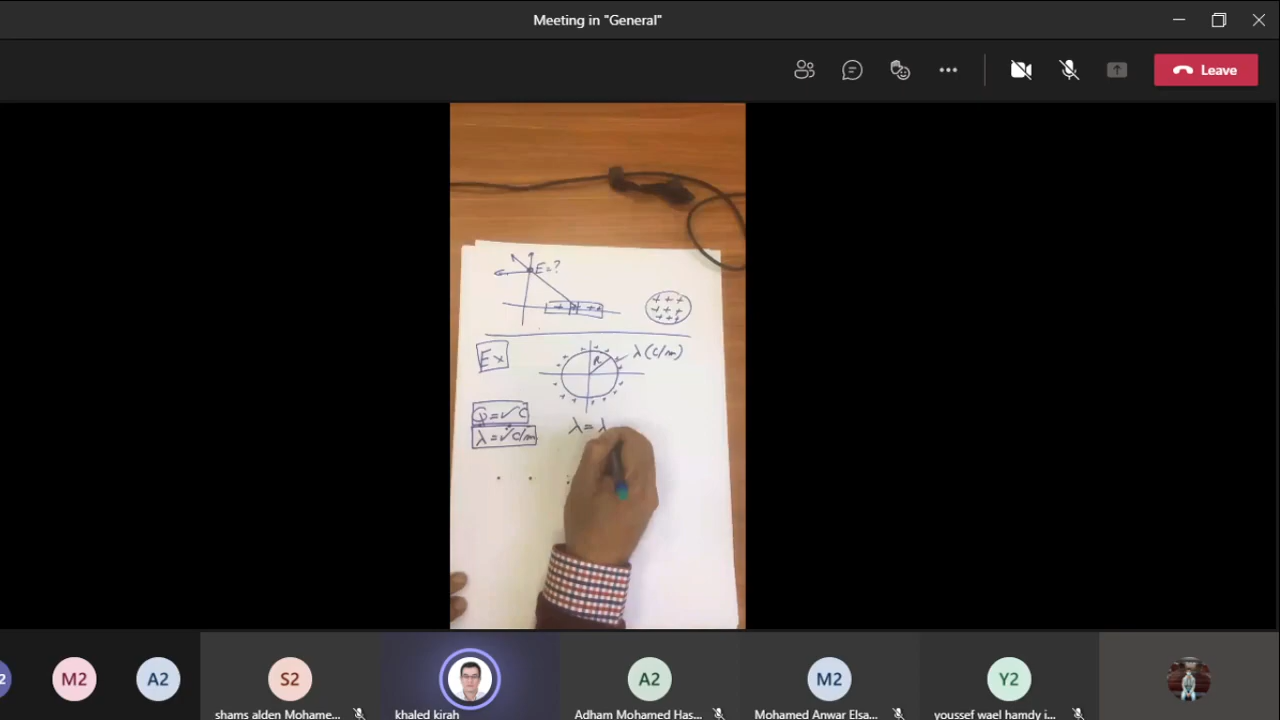 Meeting in "General"
Leave
E=?
+ + +
+ + +
+ + +
+ + +
Ex
R
λ(C/m)
Q=✓C
λ=✓C/m
λ=λ
2
M2
A2
S2
A2
M2
Y2
shams alden Mohame...
khaled kirah
Adham Mohamed Has...
Mohamed Anwar Elsa...
youssef wael hamdy i...